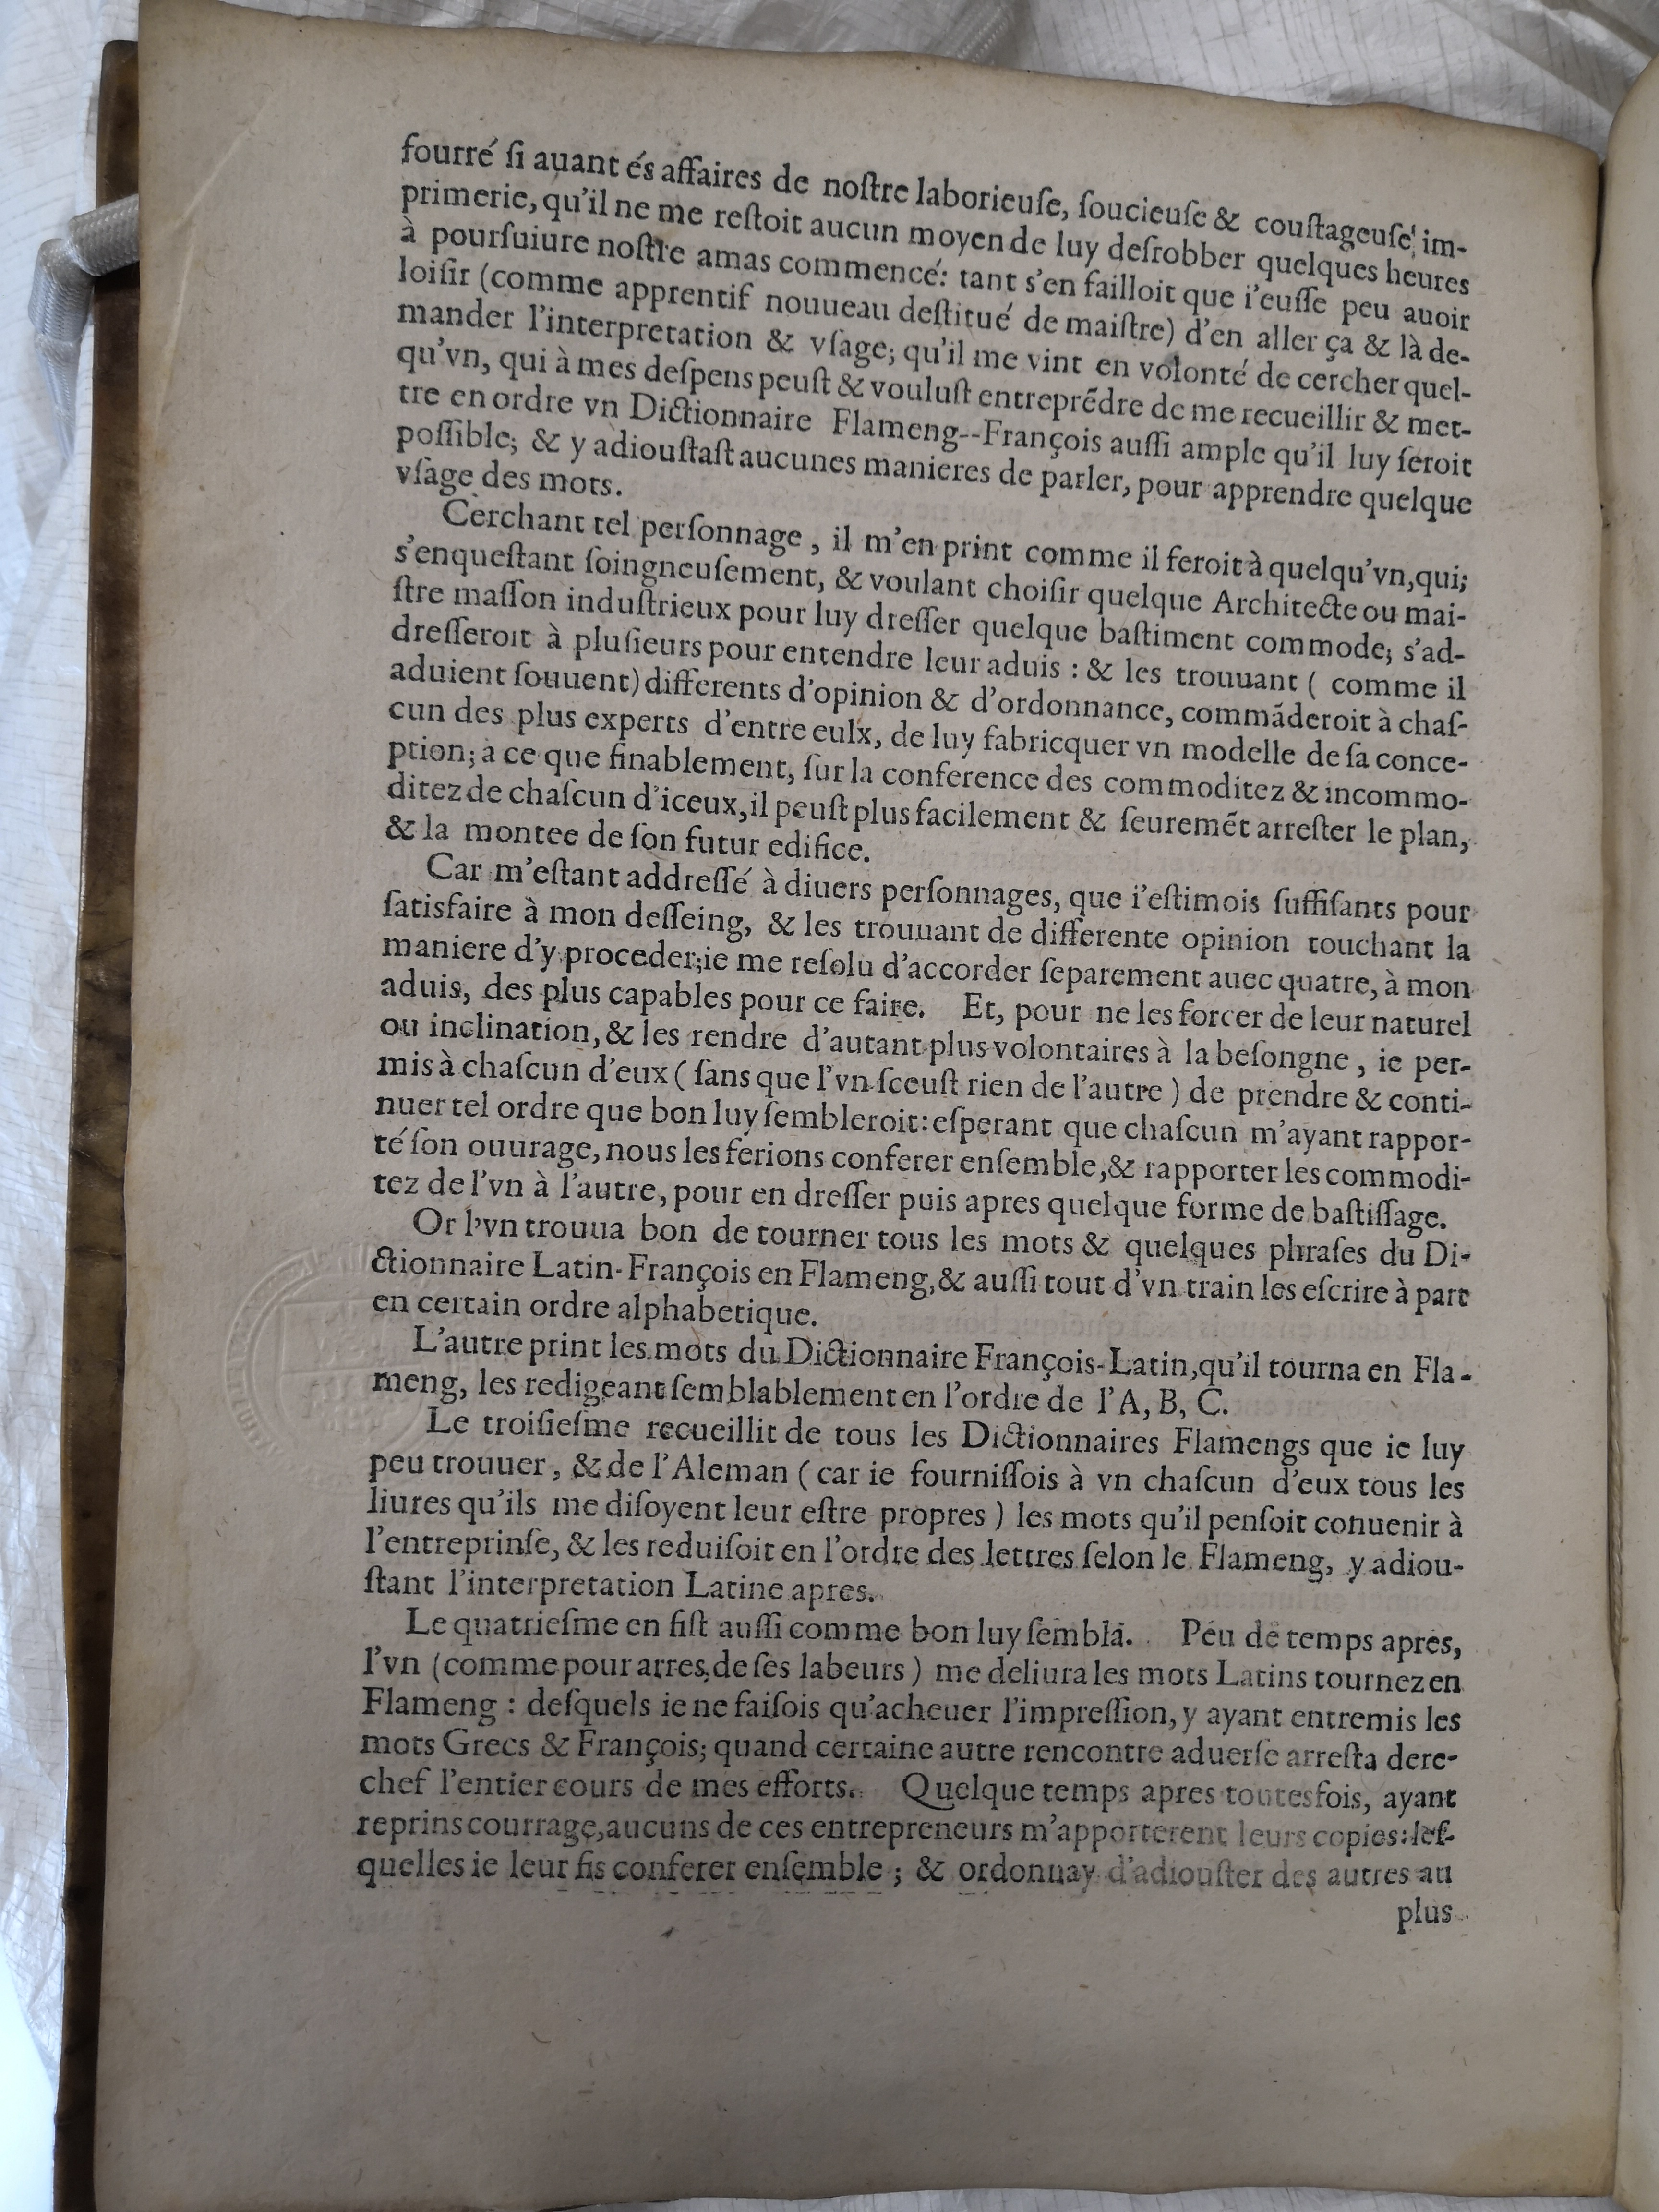 fourré ſi auant és affaires de noſtre laborieuſe, ſoucieuſe & couſtageuſe im-
primerie, qu'il ne me reſtoit aucun moyen de luy deſrobber quelques heures
à pourſuiure noſtre amas commencé: tant s'en failloit que i'euſſe peu auoir
loiſir (comme apprentif nouueau deſtitué de maiſtre) d'en aller ça & là de-
mander l'interpretation & vſage; qu'il me vint en volonté de cercher quel-
qu'vn, qui à mes deſpens peuſt & vouluſt entreprẽdre de me recueillir & met-
tre en ordre vn Dictionnaire Flameng--François auſſi ample qu'il luy ſeroit
poſſible; & y adiouſtaſt aucunes manieres de parler, pour apprendre quelque
vſage des mots.
Cerchant tel perſonnage, il m'en print comme il feroit à quelqu'vn, qui;
s'enqueſtant ſoingneuſement, & voulant choiſir quelque Architecte ou mai-
ſtre maſſon induſtrieux pour luy dreſſer quelque baſtiment commode; s'ad-
dreſſeroit à pluſieurs pour entendre leur aduis : & les trouuant ( comme il
aduient ſouuent) differents d'opinion & d'ordonnance, commãderoit à chaſ-
cun des plus experts d'entre eulx, de luy fabricquer vn modelle de ſa conce-
ption; à ce que finablement, ſur la conference des commoditez & incommo-
ditez de chaſcun d'iceux, il peuſt plus facilement & ſeuremẽt arreſter le plan,
& la montee de ſon futur edifice.
Car m'eſtant addreſſé à diuers perſonnages, que i'eſtimois ſuffiſants pour
ſatisfaire à mon deſſeing, & les trouuant de differente opinion touchant la
maniere d'y proceder; ie me reſolu d'accorder ſeparement auec quatre, à mon
aduis, des plus capables pour ce faire. Et, pour ne les forcer de leur naturel
ou inclination, & les rendre d'autant plus volontaires à la beſongne, ie per-
mis à chaſcun d'eux ( ſans que l'vn ſceuſt rien de l'autre ) de prendre & conti-
nuer tel ordre que bon luy ſembleroit: eſperant que chaſcun m'ayant rappor-
té ſon ouurage, nous les ferions conferer enſemble, & rapporter les commodi-
tez de l'vn à l'autre, pour en dreſſer puis apres quelque forme de baſtiſſage.
Or l'vn trouua bon de tourner tous les mots & quelques phraſes du Di-
ctionnaire Latin-François en Flameng, & auſſi tout d'vn train les eſcrire à part
en certain ordre alphabetique.
L'autre print les mots du Dictionnaire François-Latin, qu'il tourna en Fla-
meng, les redigeant ſemblablement en l'ordre de l'A, B, C.
Le troiſieſme recueillit de tous les Dictionnaires Flamengs que ie luy
peu trouuer, & de l'Aleman ( car ie fourniſſois à vn chaſcun d'eux tous les
liures qu'ils me diſoyent leur eſtre propres ) les mots qu'il penſoit conuenir à
l'entreprinſe, & les reduiſoit en l'ordre des lettres ſelon le Flameng, y adiou-
ſtant l'interpretation Latine apres.
Le quatrieſme en fiſt auſſi comme bon luy ſembla. Peu de temps apres,
l'vn (comme pour arres de ſes labeurs ) me deliura les mots Latins tournez en
Flameng : deſquels ie ne faiſois qu'acheuer l'impreſſion, y ayant entremis les
mots Grecs & François; quand certaine autre rencontre aduerſe arreſta dere-
chef l'entier cours de mes efforts. Quelque temps apres toutesfois, ayant
reprins courrage, aucuns de ces entrepreneurs m'apporterent leurs copies: leſ-
quelles ie leur fis conferer enſemble ; & ordonnay d'adiouſter des autres au
plus